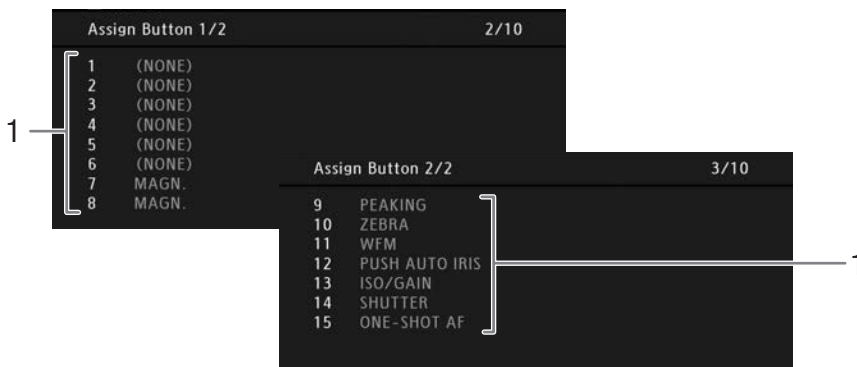 Assign Button 1/2 2/10
1 (NONE)
2 (NONE)
3 (NONE)
4 (NONE)
5 (NONE)
6 (NONE)
7 MAGN.
8 MAGN.
1
Assign Button 2/2 3/10
9 PEAKING
10 ZEBRA
11 WFM
12 PUSH AUTO IRIS
13 ISO/GAIN
14 SHUTTER
15 ONE-SHOT AF
1